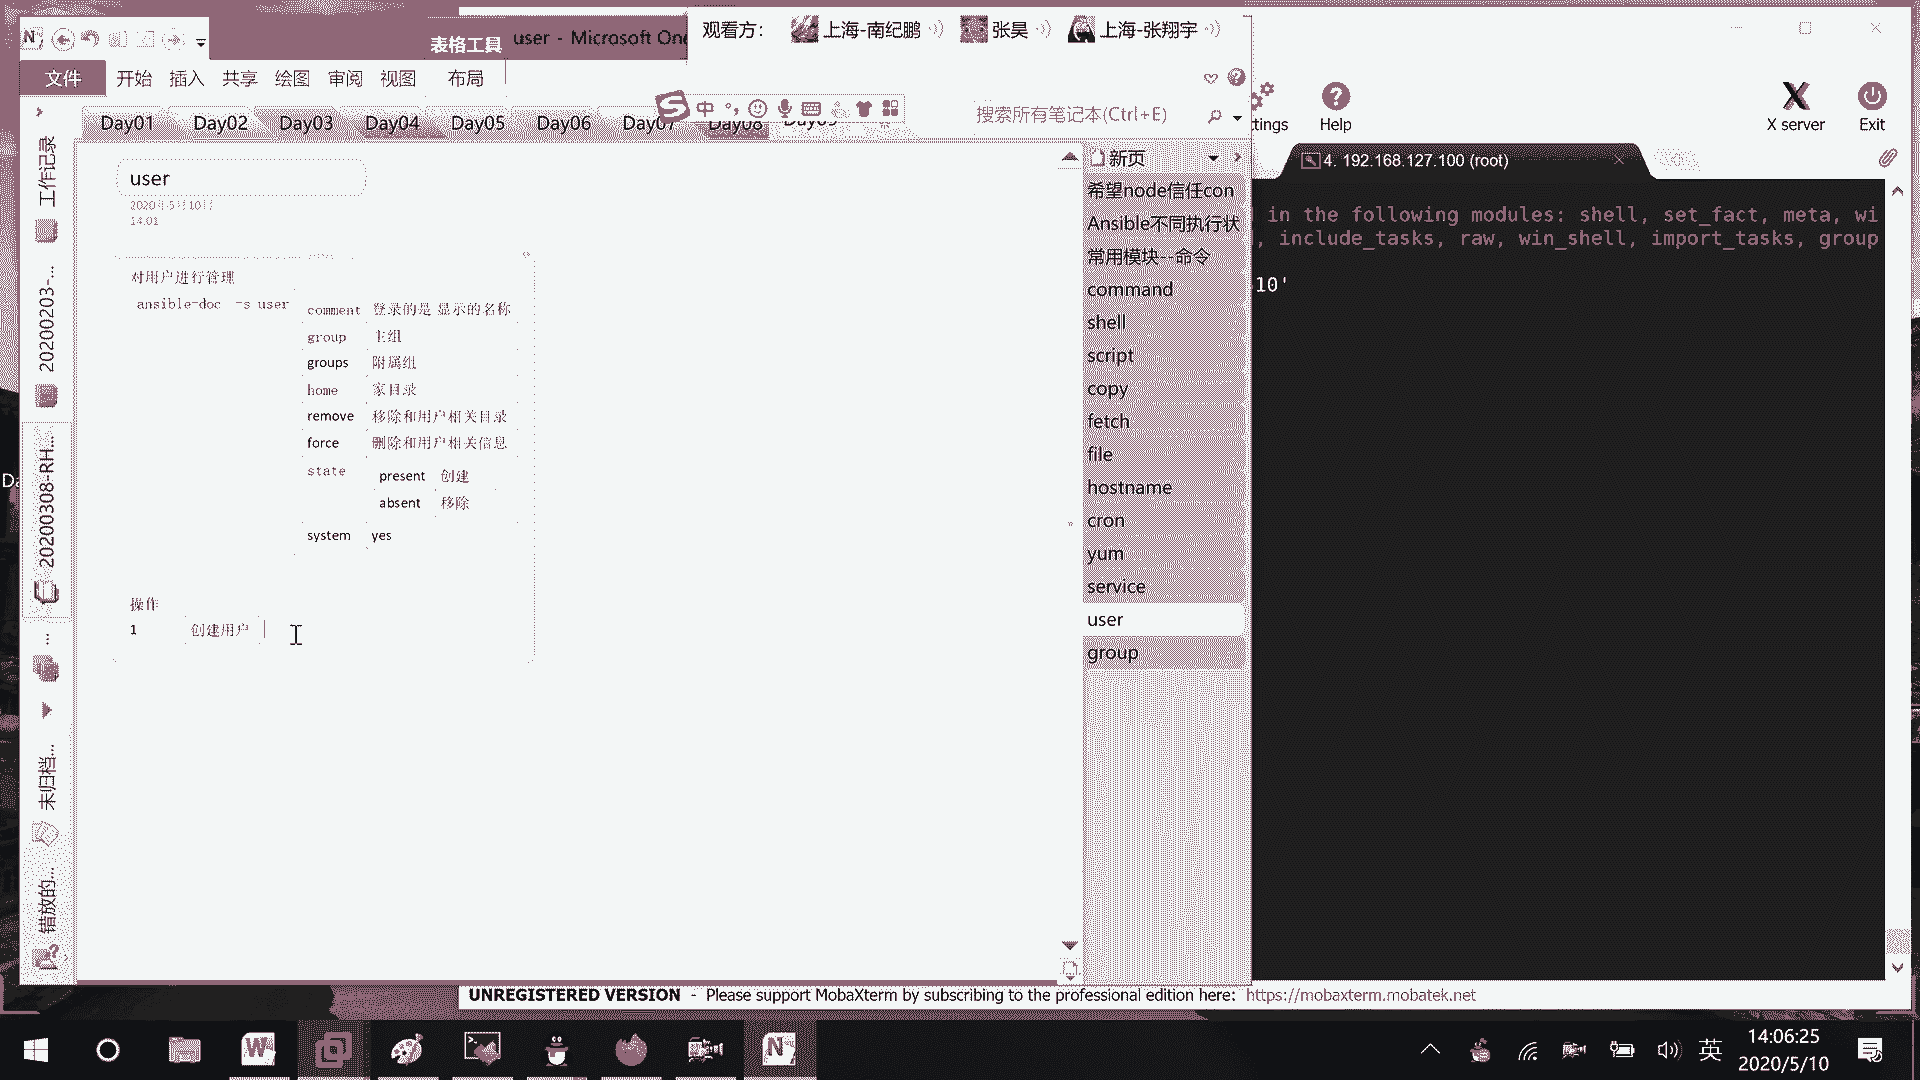 表格工具
user - Microsoft On
观看方：
上海-南纪鹏
张昊
上海-张翔宇
文件
开始
插入
共享
绘图
审阅
视图
布局
中
搜索所有笔记本(Ctrl+E)
tings
Help
X server
Exit
Day01
Day02
Day03
Day04
Day05
Day06
Day07
Day08
4. 192.168.127.100 (root)
工作记录
20200203-...
20200308-RH...
未归档...
错放的...
user
2020年5月10日
14:01
对用户进行管理
ansible-doc -s user
comment 登录的是 显示的名称
group 主组
groups 附属组
home 家目录
remove 移除和用户相关目录
force 删除和用户相关信息
state present 创建
absent 移除
system yes
操作
1 创建用户
新页
希望node信任con
Ansible不同执行状
常用模块--命令
command
shell
script
copy
fetch
file
hostname
cron
yum
service
user
group
in the following modules: shell, set_fact, meta, wi
, include_tasks, raw, win_shell, import_tasks, group
10'
UNREGISTERED VERSION - Please support MobaXterm by subscribing to the professional edition here: https://mobaxterm.mobatek.net
英
14:06:25
2020/5/10